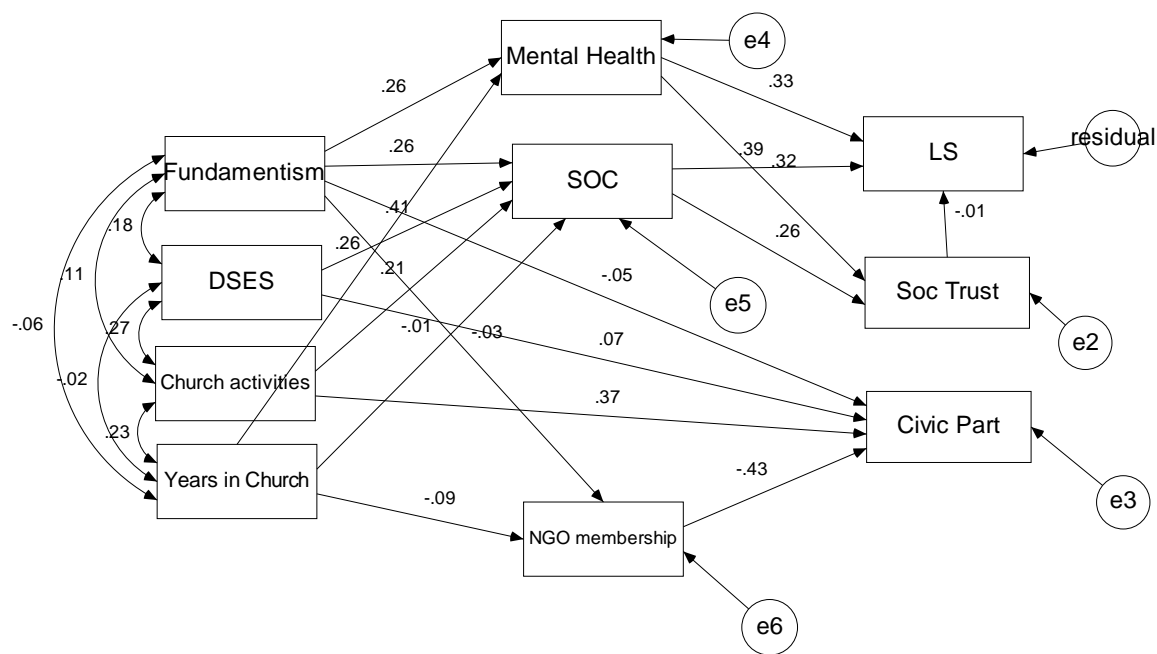 Mental Health
e4
.33
.26
Fundamentism
.26
SOC
.39
.32
LS
residual
.18
.41
.26
.21
.26
-.01
.11
DSES
-.05
Soc Trust
e5
-.06
.27
-.01
-.03
.07
e2
-.02
Church activities
.37
Civic Part
.23
Years in Church
-.09
-.43
NGO membership
e3
e6